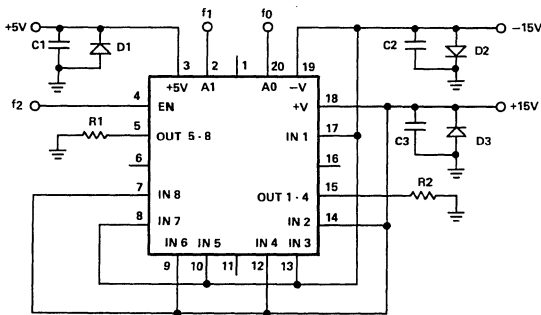 f1 f0
+5V -15V
C1 D1 C2 D2
3 2 1 20 19
+5V A1 A0 -V
f2 4 EN +V 18 +15V
R1 5 OUT 5 - 8 IN 1 17 C3 D3
6 16
7 IN 8 OUT 1 - 4 15 R2
8 IN 7 IN 2 14
IN 6 IN 5 IN 4 IN 3
9 10 11 12 13